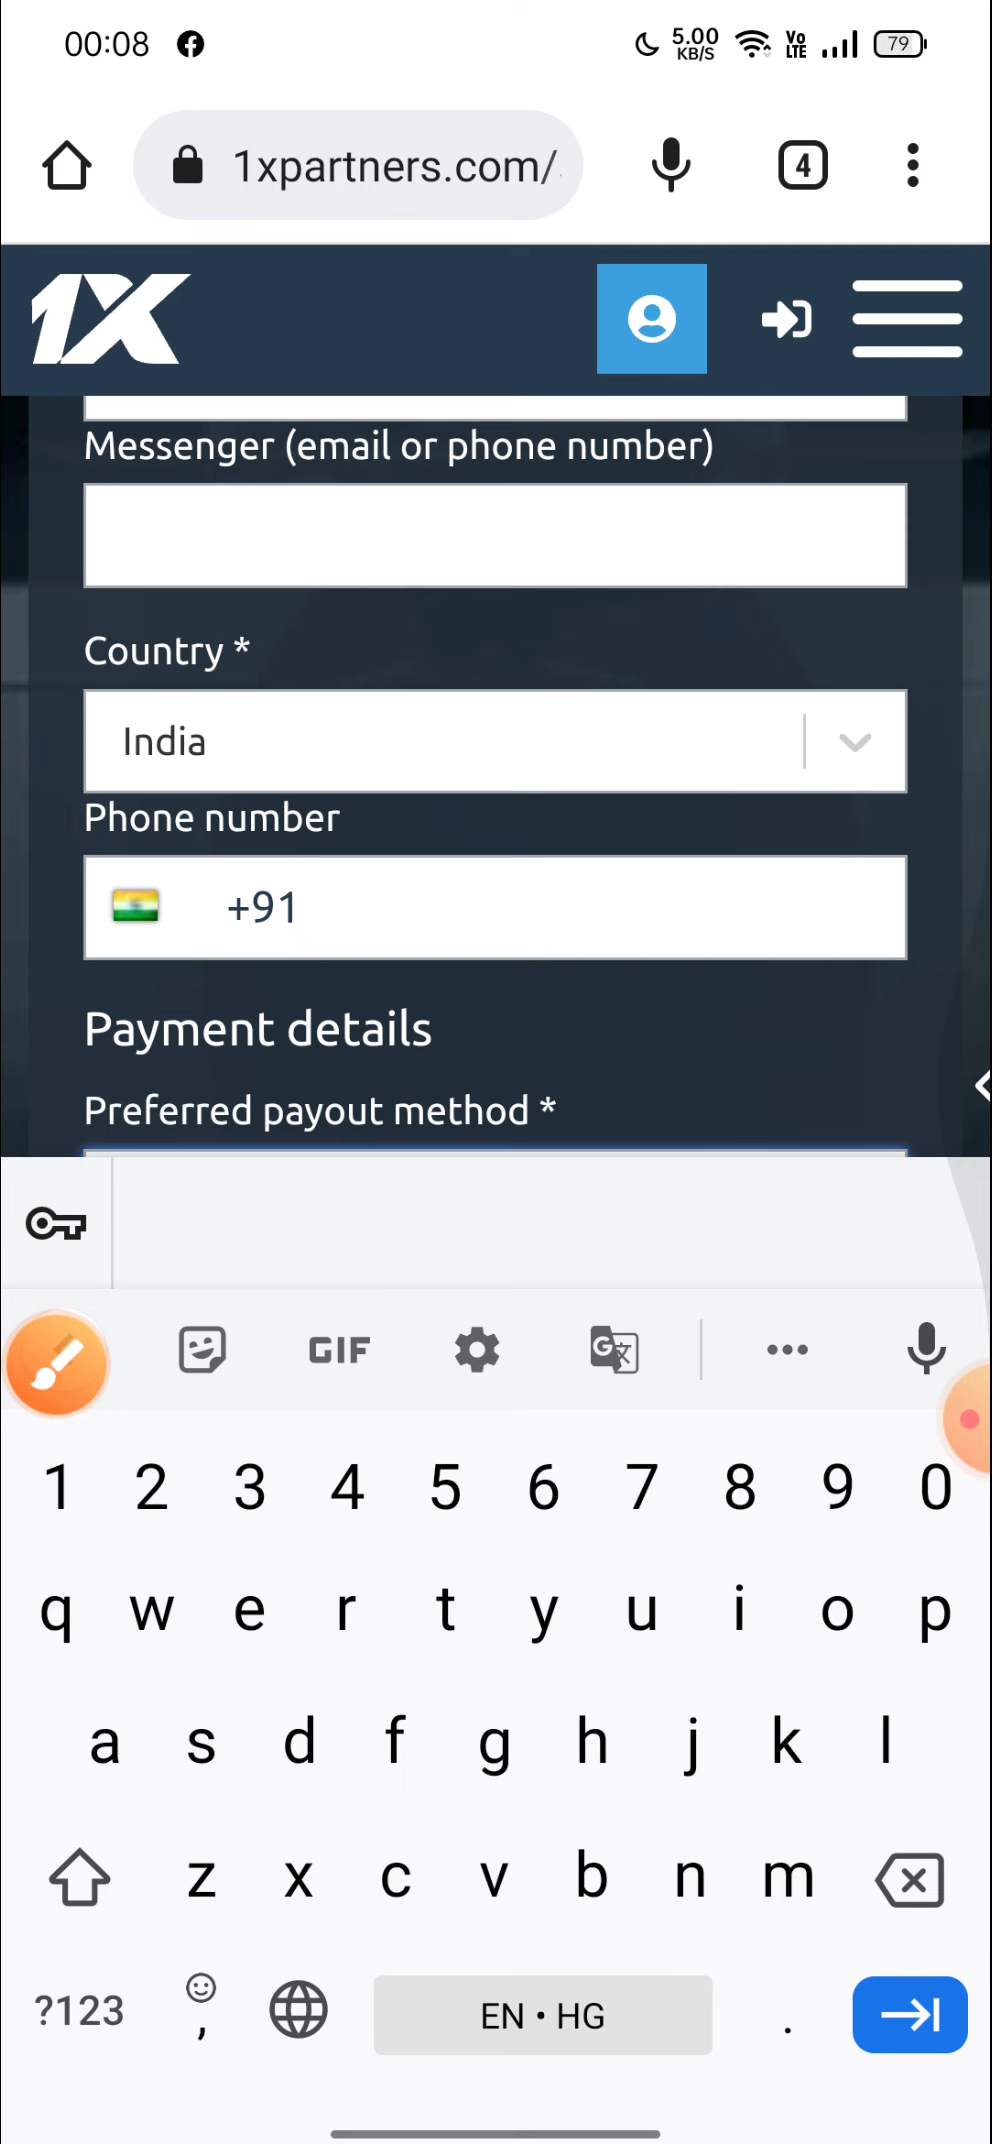 00:08
5.00
KB/S
Vo
LTE
79
1xpartners.com/
4
1X
Messenger (email or phone number)
Country *
India
Phone number
+91
Payment details
Preferred payout method *
GIF
G
1 2 3 4 5 6 7 8 9 0
q w e r t y u i o p
a s d f g h j k l
z x c v b n m
?123
,
EN • HG
.